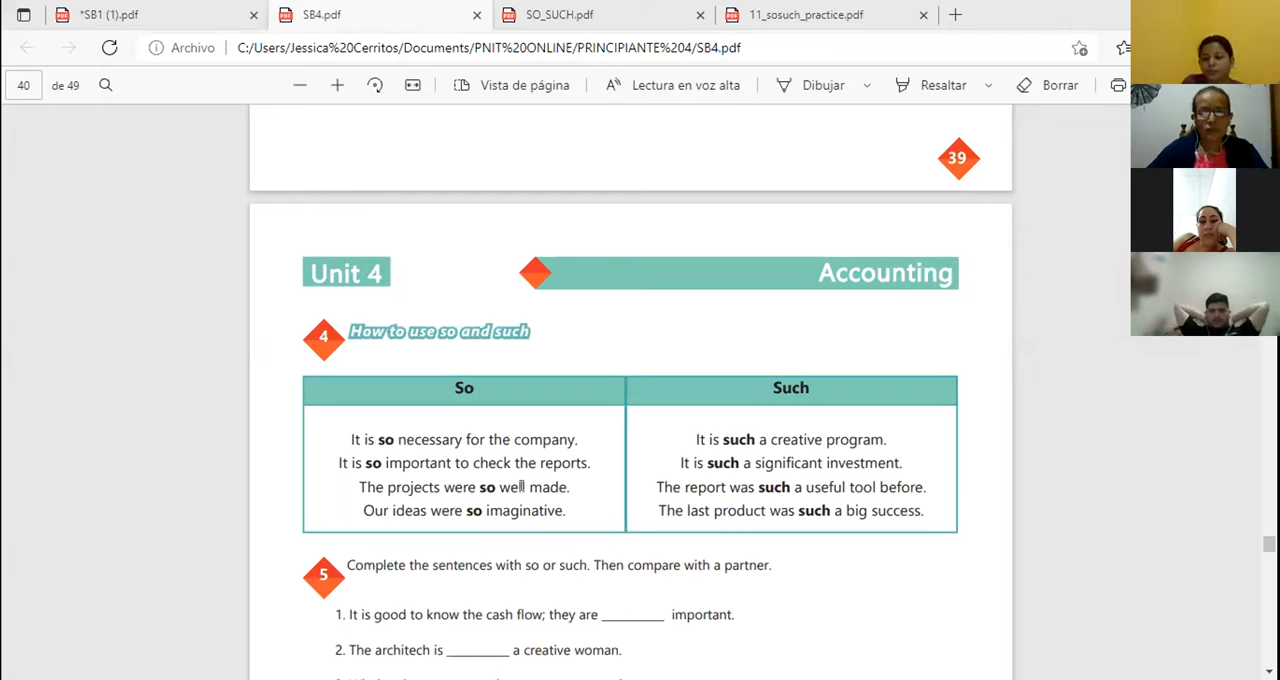 *SB1 (1).pdf
SB4.pdf
SO_SUCH.pdf
11_sosuch_practice.pdf
Archivo
C:/Users/Jessica%20Cerritos/Documents/PNIT%20ONLINE/PRINCIPIANTE%204/SB4.pdf
40 de 49
Vista de página
Lectura en voz alta
Dibujar
Resaltar
Borrar
39
Unit 4
Accounting
4 How to use so and such
So
Such
It is so necessary for the company.
It is so important to check the reports.
The projects were so well made.
Our ideas were so imaginative.
It is such a creative program.
It is such a significant investment.
The report was such a useful tool before.
The last product was such a big success.
5 Complete the sentences with so or such. Then compare with a partner.
1. It is good to know the cash flow; they are _________ important.
2. The architech is _________ a creative woman.